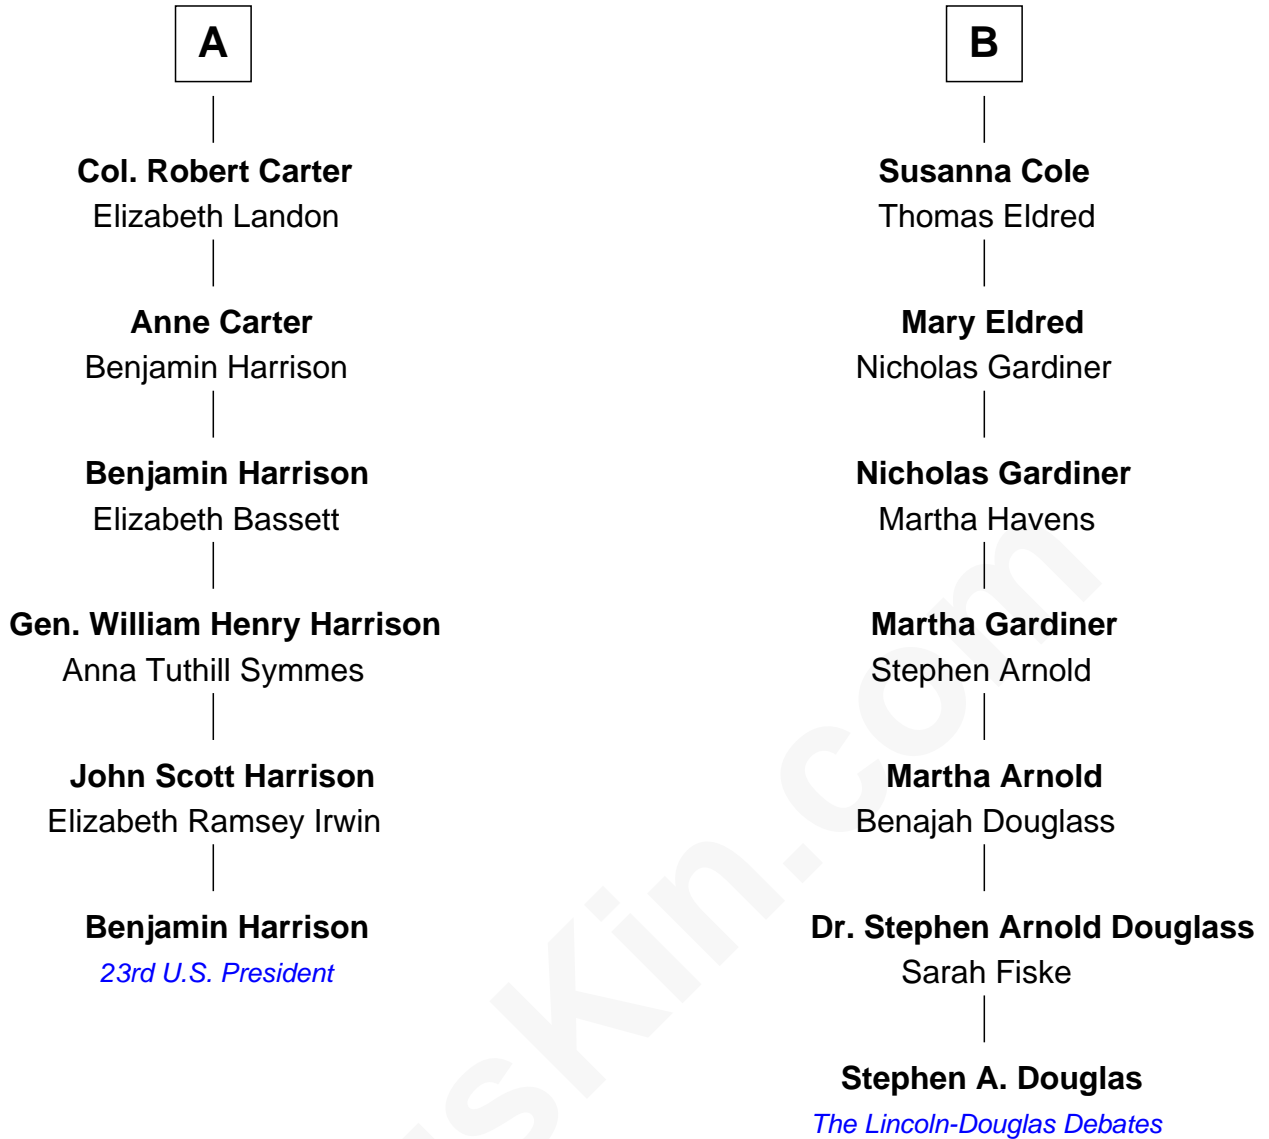 A
Col. Robert Carter
Elizabeth Landon
Anne Carter
Benjamin Harrison
Benjamin Harrison
Elizabeth Bassett
Gen. William Henry Harrison
Anna Tuthill Symmes
John Scott Harrison
Elizabeth Ramsey Irwin
Benjamin Harrison
23rd U.S. President
B
Susanna Cole
Thomas Eldred
Mary Eldred
Nicholas Gardiner
Nicholas Gardiner
Martha Havens
Martha Gardiner
Stephen Arnold
Martha Arnold
Benajah Douglass
Dr. Stephen Arnold Douglass
Sarah Fiske
Stephen A. Douglas
The Lincoln-Douglas Debates